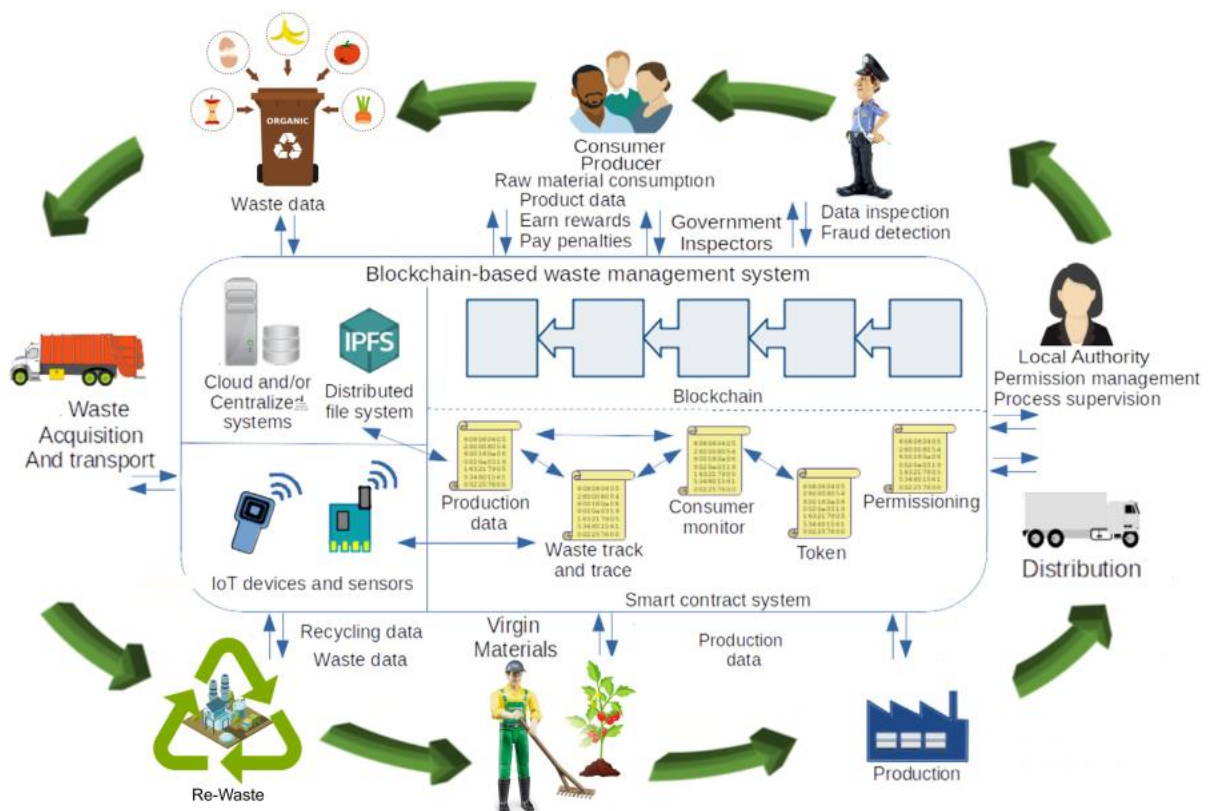 ORGANIC
Waste data
Consumer
Producer
Raw material consumption
Product data
Earn rewards
Pay penalties
Government
Inspectors
Data inspection
Fraud detection
Blockchain-based waste management system
Cloud and/or
Centralized
systems
IPFS
Distributed
file system
Blockchain
Local Authority
Permission management
Process supervision
Waste
Acquisition
And transport
Production
data
Waste track
and trace
Consumer
monitor
Token
Permissioning
IoT devices and sensors
Smart contract system
Distribution
Recycling data
Waste data
Virgin
Materials
Production
data
Re-Waste
Production